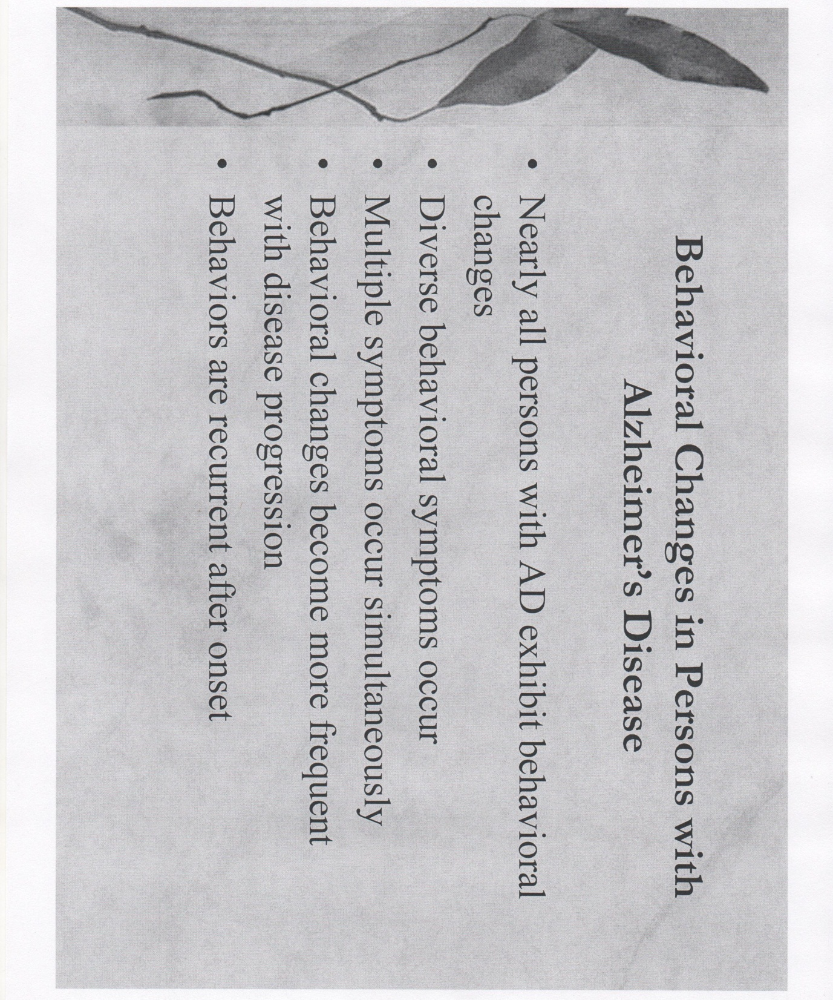 Behavioral Changes in Persons with
Alzheimer's Disease
• Nearly all persons with AD exhibit behavioral
changes
• Diverse behavioral symptoms occur
• Multiple symptoms occur simultaneously
• Behavioral changes become more frequent
with disease progression
• Behaviors are recurrent after onset